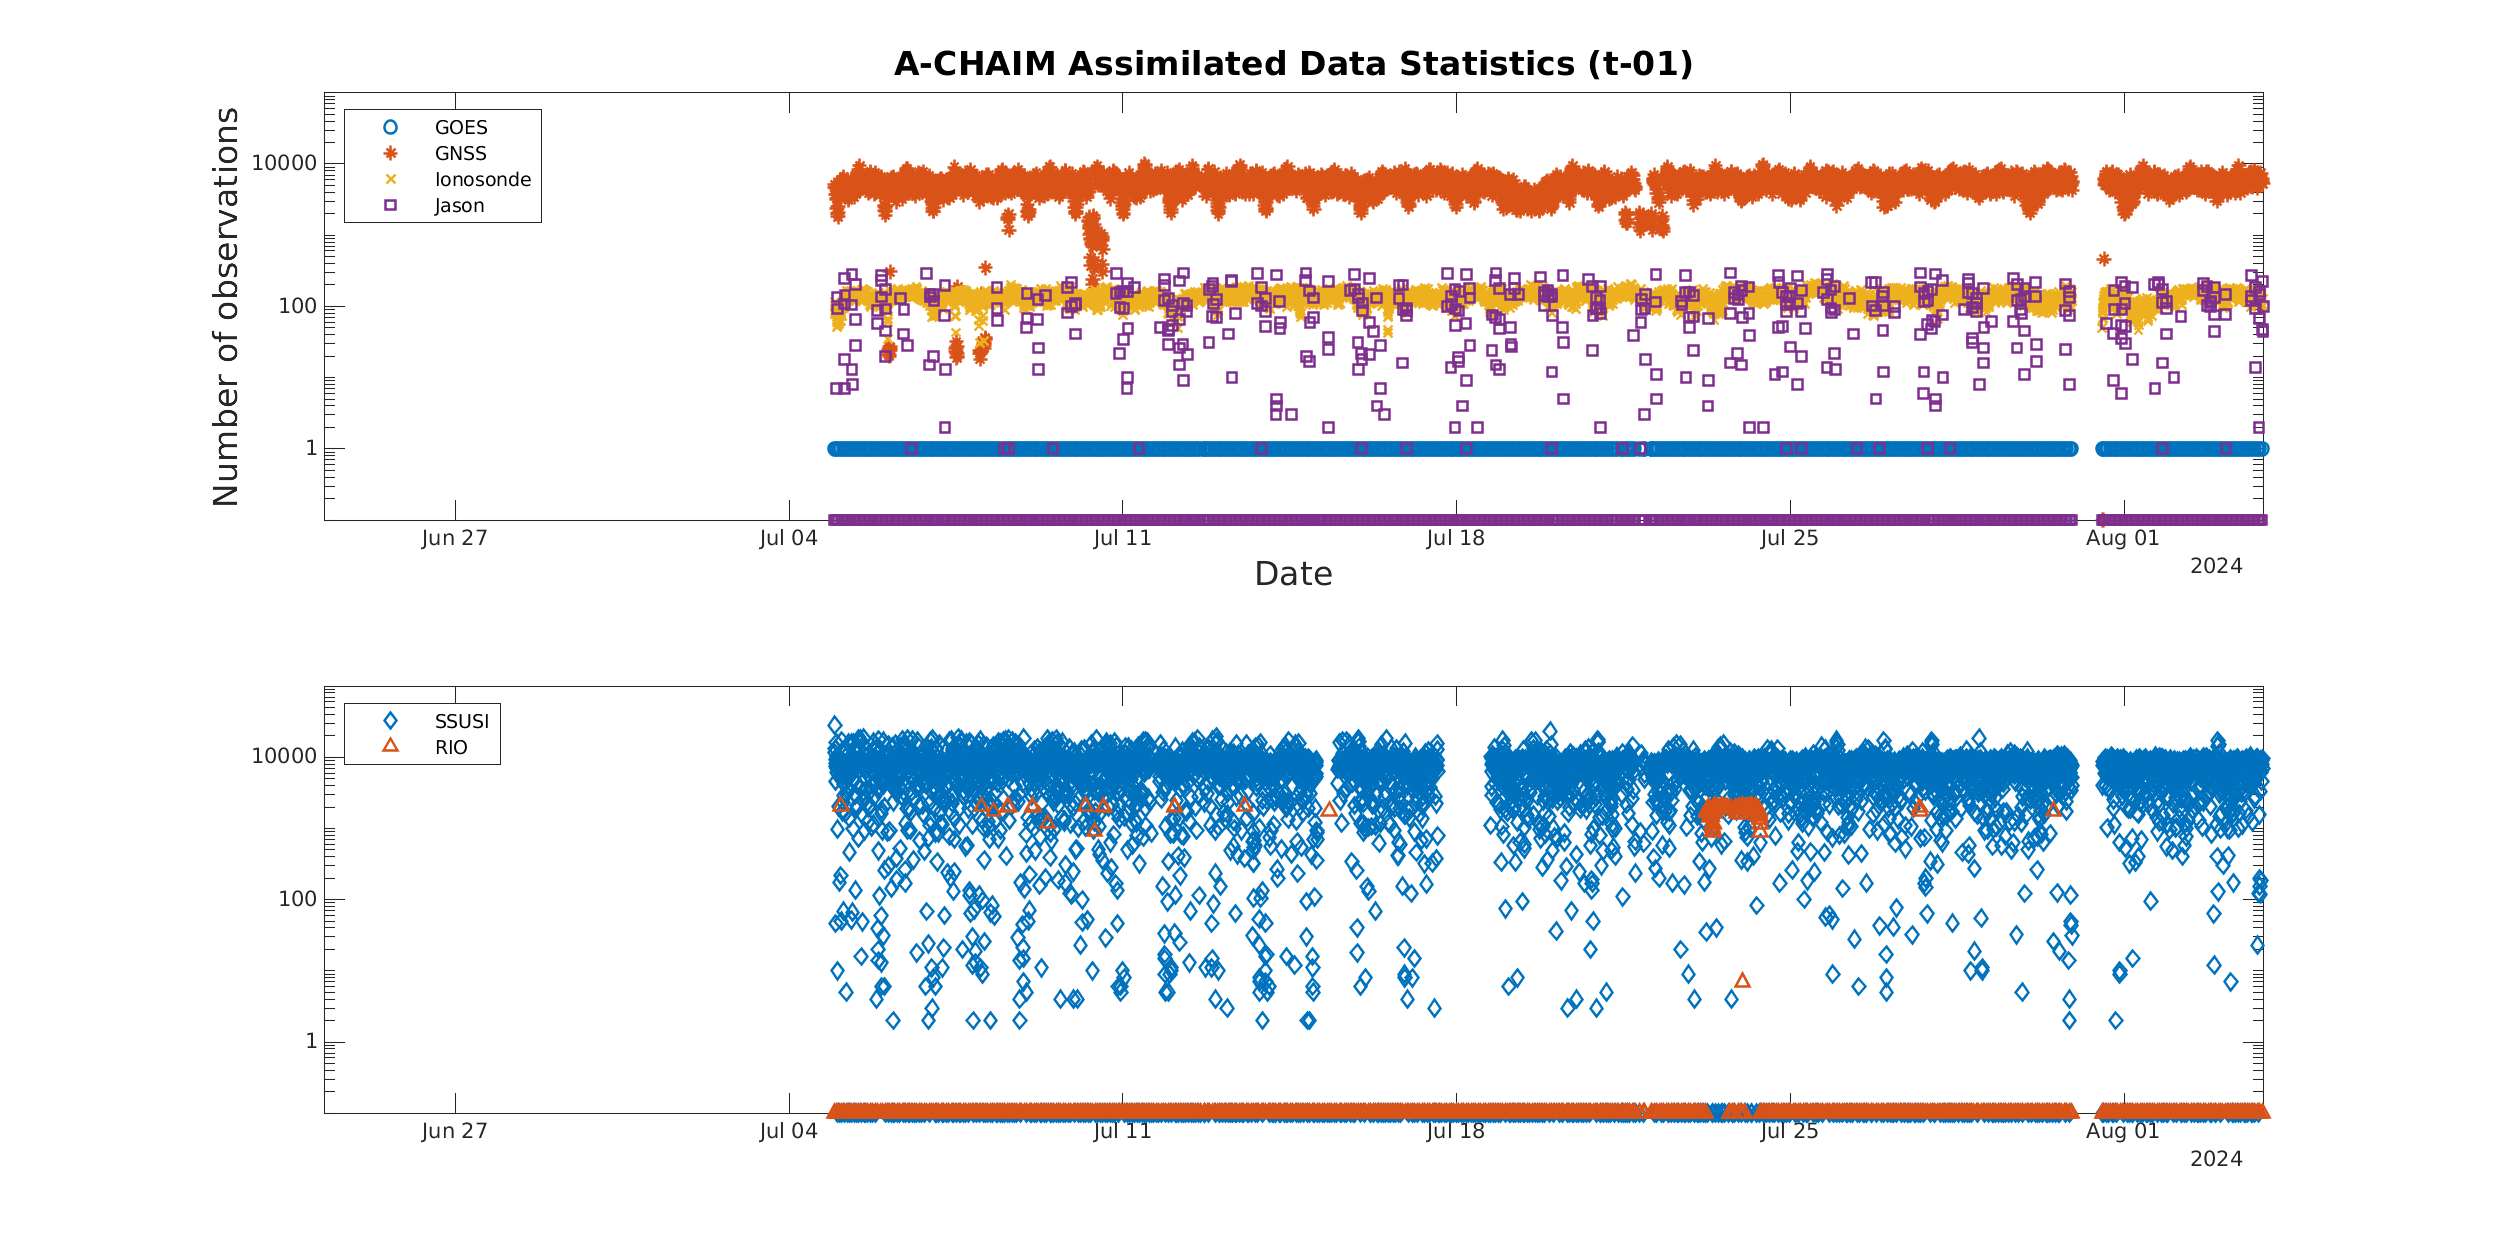 A-CHAIM Assimilated Data Statistics (t-01)
Number of observations
10000
100
1
GOES
GNSS
Ionosonde
Jason
Jun 27
Jul 04
Jul 11
Jul 18
Jul 25
Aug 01
2024
Date
10000
100
1
SSUSI
RIO
Jun 27
Jul 04
Jul 11
Jul 18
Jul 25
Aug 01
2024